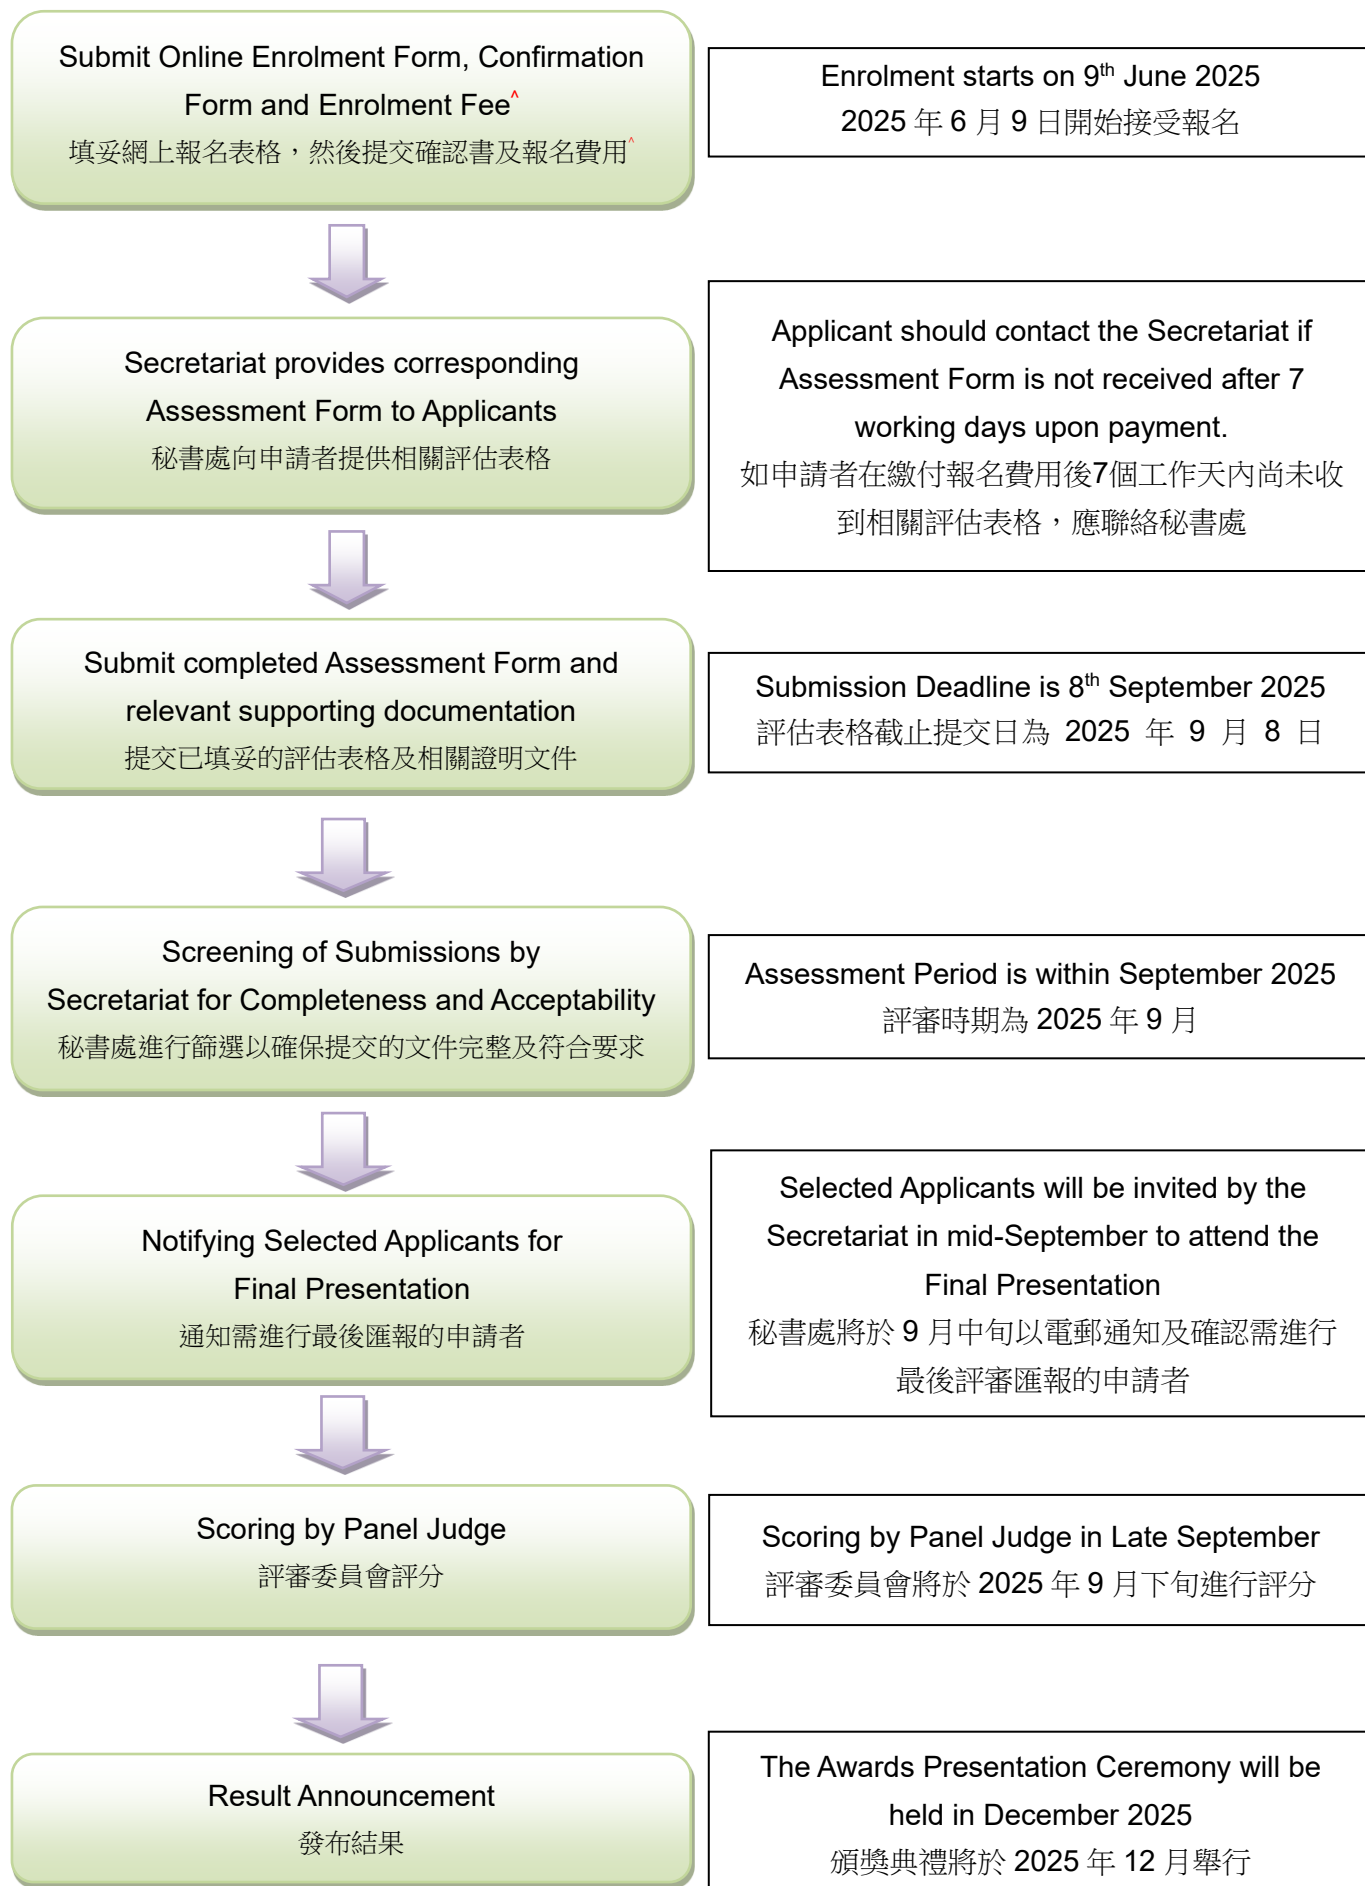 Submit Online Enrolment Form, Confirmation
Form and Enrolment Fee^
填妥網上報名表格，然後提交確認書及報名費用^
Enrolment starts on 9th June 2025
2025 年 6 月 9 日開始接受報名
Secretariat provides corresponding
Assessment Form to Applicants
秘書處向申請者提供相關評估表格
Applicant should contact the Secretariat if
Assessment Form is not received after 7
working days upon payment.
如申請者在繳付報名費用後7個工作天內尚未收
到相關評估表格，應聯絡秘書處
Submit completed Assessment Form and
relevant supporting documentation
提交已填妥的評估表格及相關證明文件
Submission Deadline is 8th September 2025
評估表格截止提交日為 2025 年 9 月 8 日
Screening of Submissions by
Secretariat for Completeness and Acceptability
秘書處進行篩選以確保提交的文件完整及符合要求
Assessment Period is within September 2025
評審時期為 2025 年 9 月
Notifying Selected Applicants for
Final Presentation
通知需進行最後匯報的申請者
Selected Applicants will be invited by the
Secretariat in mid-September to attend the
Final Presentation
秘書處將於 9 月中旬以電郵通知及確認需進行
最後評審匯報的申請者
Scoring by Panel Judge
評審委員會評分
Scoring by Panel Judge in Late September
評審委員會將於 2025 年 9 月下旬進行評分
Result Announcement
發布結果
The Awards Presentation Ceremony will be
held in December 2025
頒獎典禮將於 2025 年 12 月舉行